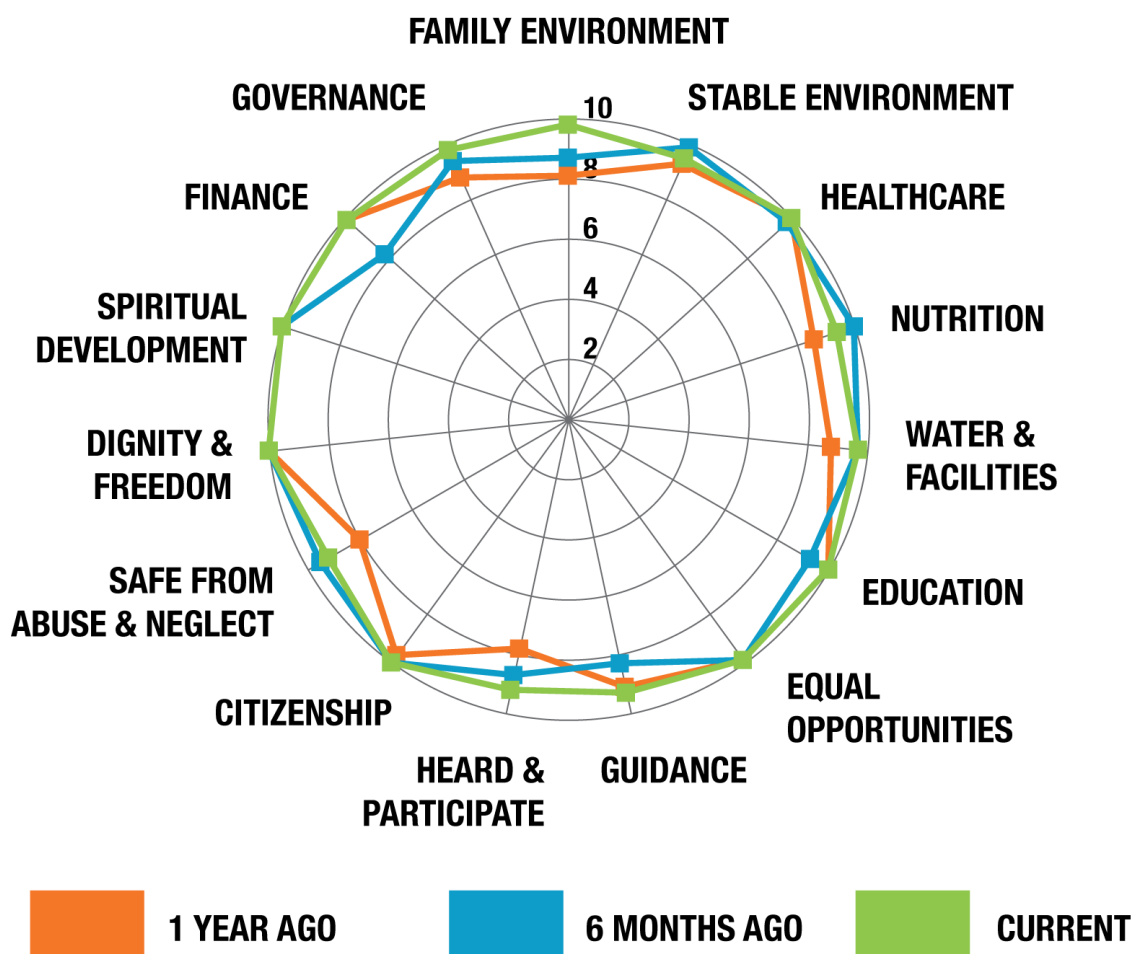 FAMILY ENVIRONMENT
GOVERNANCE
STABLE ENVIRONMENT
10
8
6
4
2
FINANCE
HEALTHCARE
SPIRITUAL
DEVELOPMENT
NUTRITION
DIGNITY &
FREEDOM
WATER &
FACILITIES
SAFE FROM
ABUSE & NEGLECT
EDUCATION
CITIZENSHIP
EQUAL
OPPORTUNITIES
HEARD &
PARTICIPATE
GUIDANCE
1 YEAR AGO
6 MONTHS AGO
CURRENT